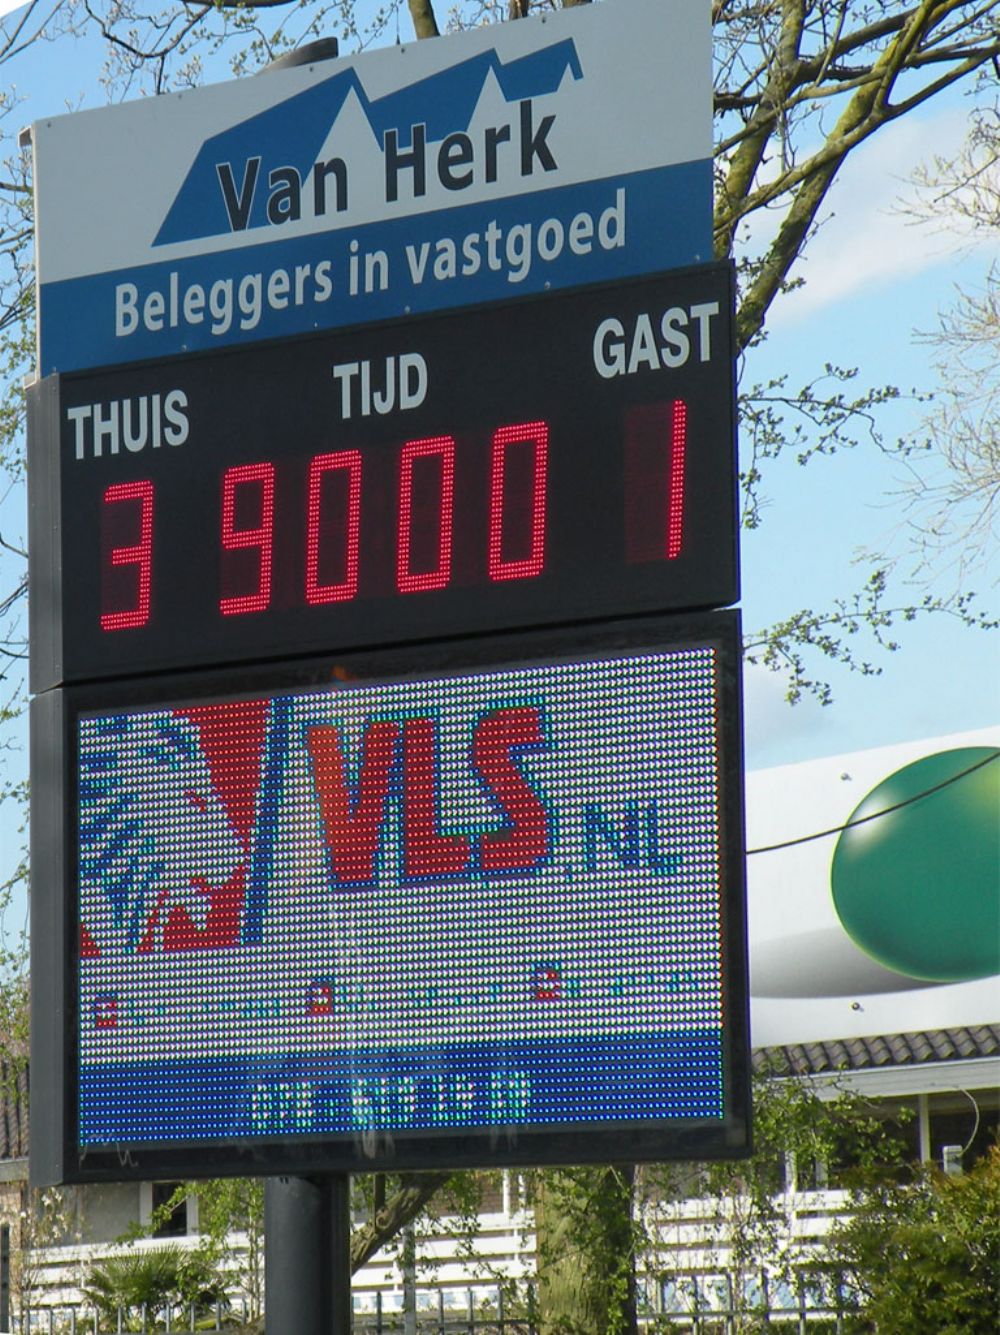 Van Herk
Beleggers in vastgoed
THUIS TIJD GAST
3 9000 1
VLS.NL